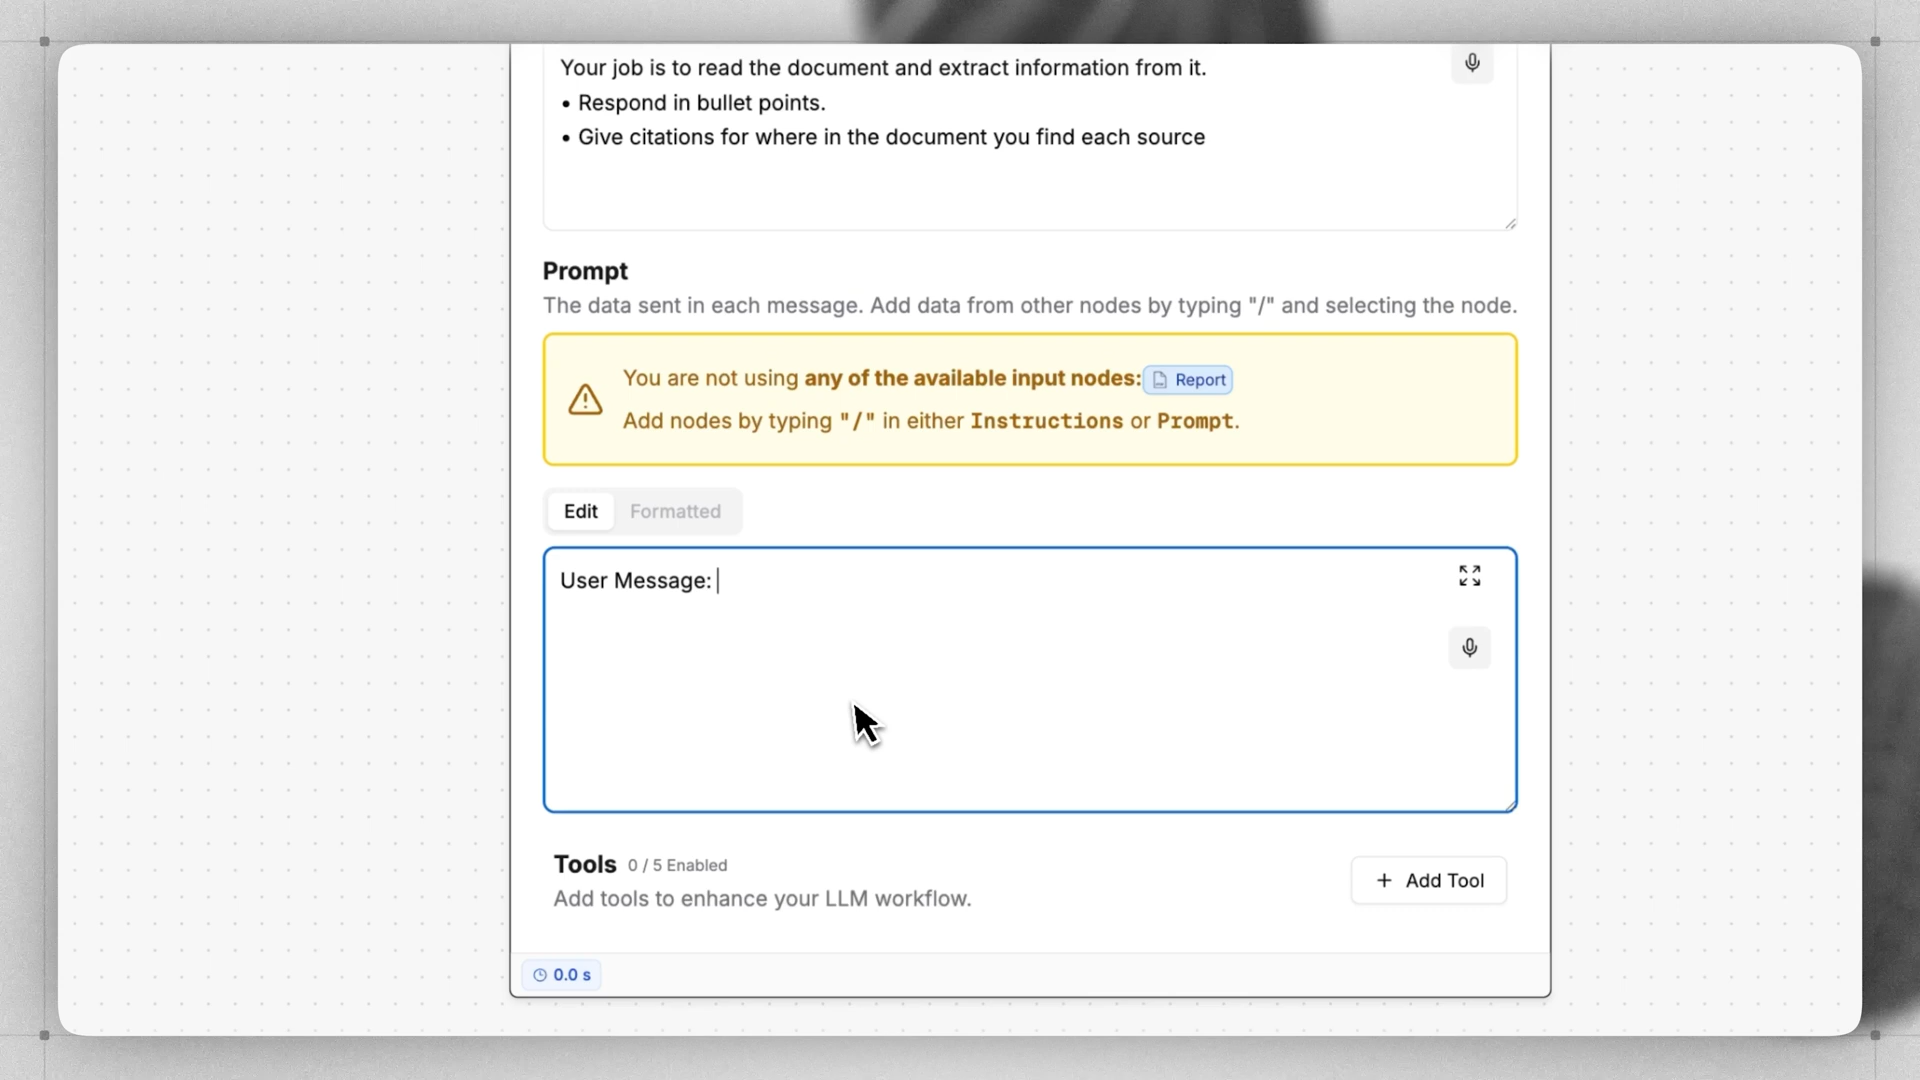 Your job is to read the document and extract information from it.
• Respond in bullet points.
• Give citations for where in the document you find each source
Prompt
The data sent in each message. Add data from other nodes by typing "/" and selecting the node.
You are not using any of the available input nodes: Report
Add nodes by typing "/" in either Instructions or Prompt.
Edit Formatted
User Message:
Tools 0 / 5 Enabled
Add tools to enhance your LLM workflow.
+ Add Tool
0.0 s